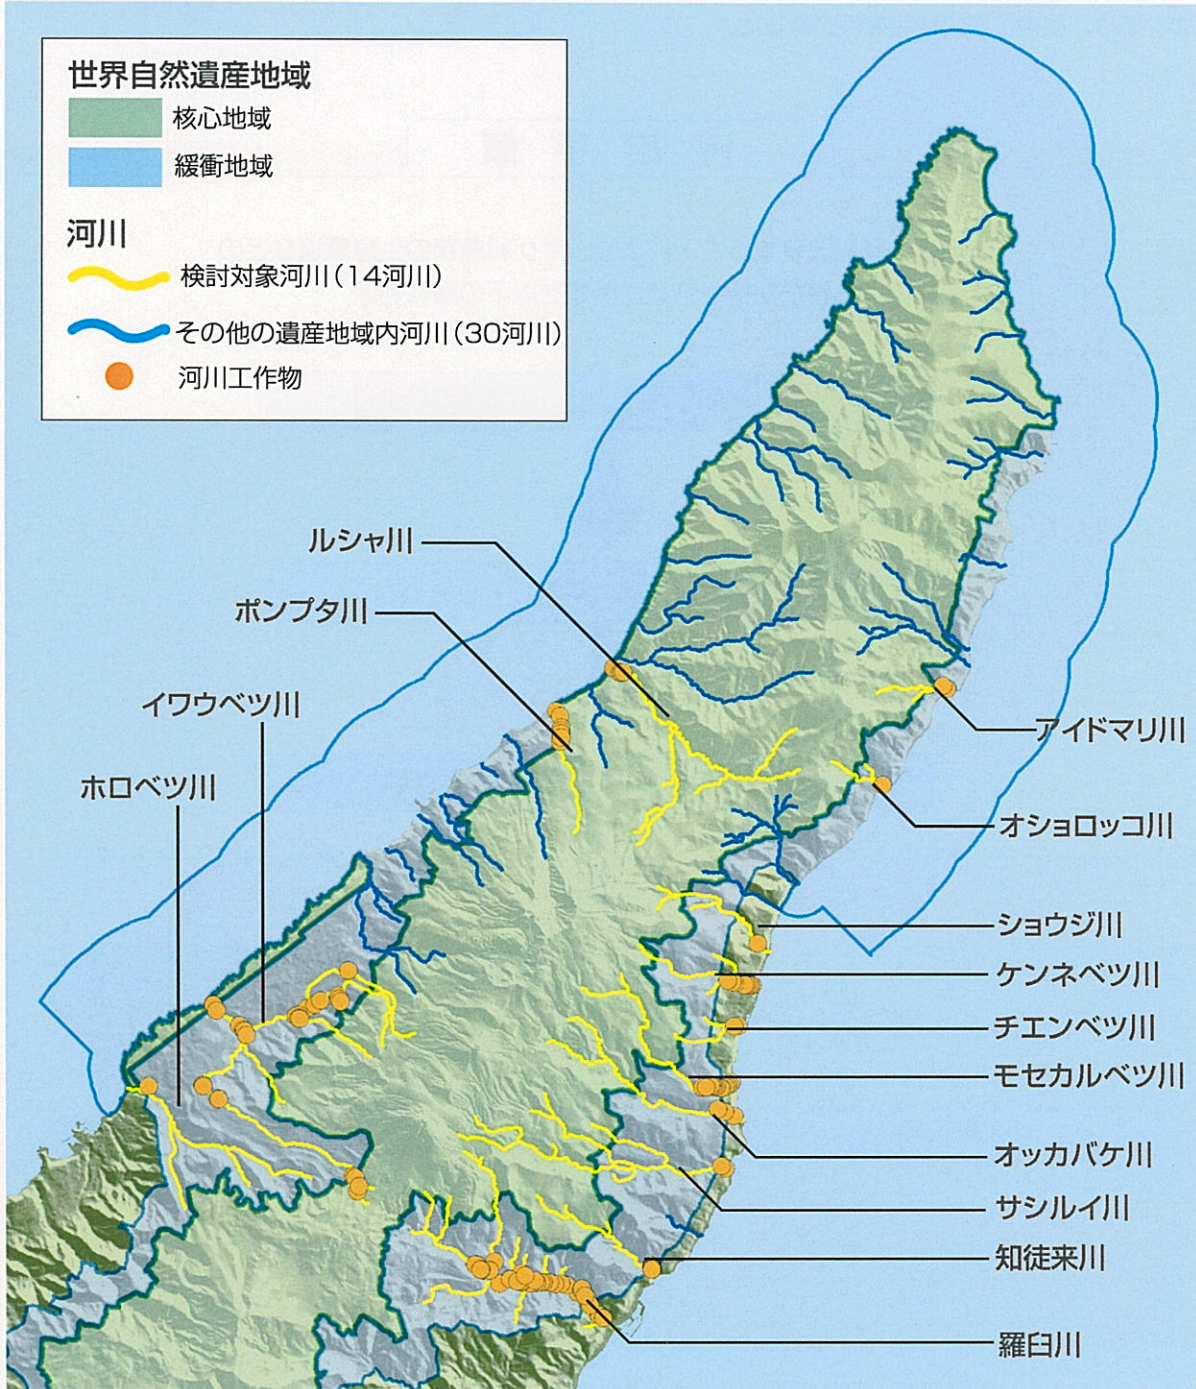 世界自然遺産地域
核心地域
緩衝地域
河川
検討対象河川（14河川）
その他の遺産地域内河川（30河川）
河川工作物
ルシャ川
ポンプタ川
イワウベツ川
ホロベツ川
アイドマリ川
オショロッコ川
ショウジ川
ケンネベツ川
チエンベツ川
モセカルベツ川
オッカバケ川
サシルイ川
知徒来川
羅臼川